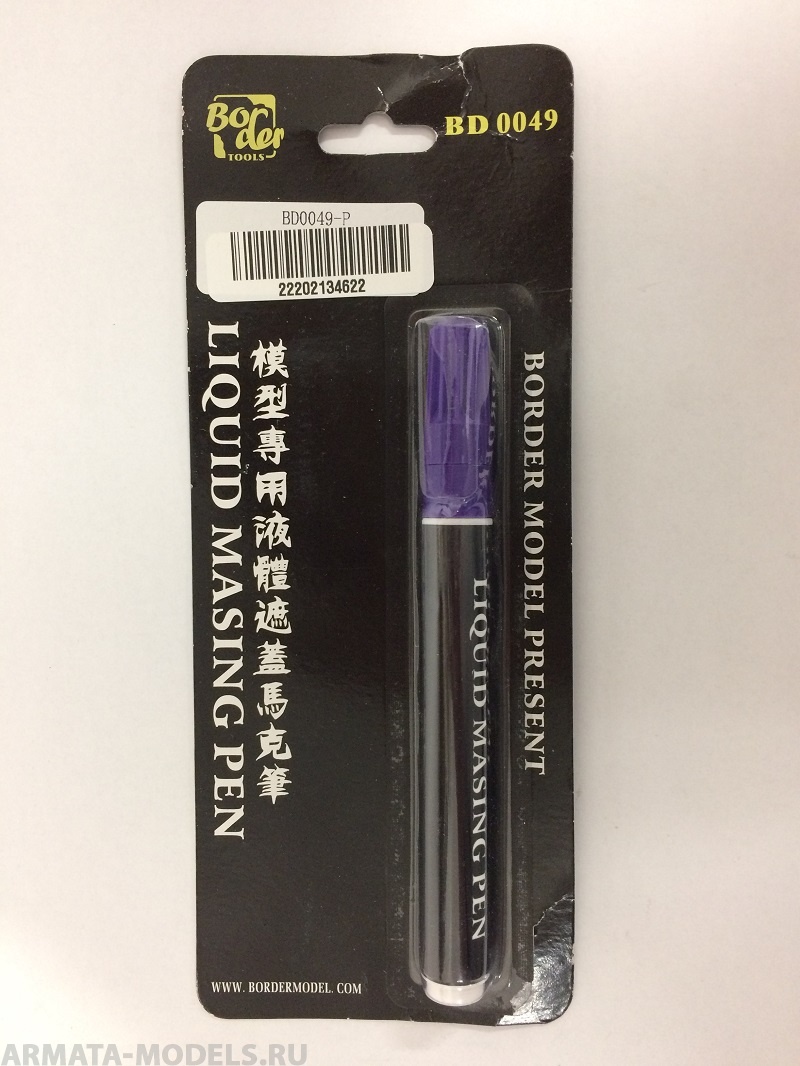 Border
TOOLS
BD 0049
BD0049-P
22202134622
LIQUID MASING PEN
模型專用液體遮蓋馬克筆
BORDER MODEL PRESENT
LIQUID MASING PEN
WWW. BORDERMODEL. COM
ARMATA-MODELS.RU